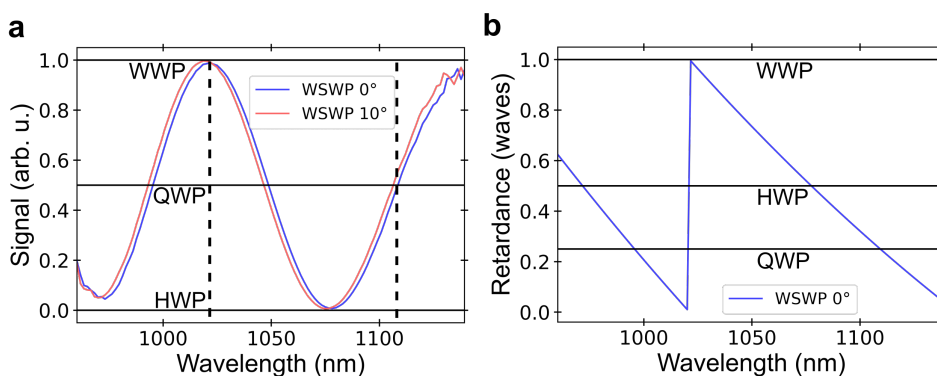 a
Signal (arb. u.)
1.0
0.8
0.6
0.4
0.2
0.0
WWP
QWP
HWP
WSWP 0°
WSWP 10°
1000
1050
1100
Wavelength (nm)
b
Retardance (waves)
1.0
0.8
0.6
0.4
0.2
0.0
WWP
HWP
QWP
WSWP 0°
1000
1050
1100
Wavelength (nm)